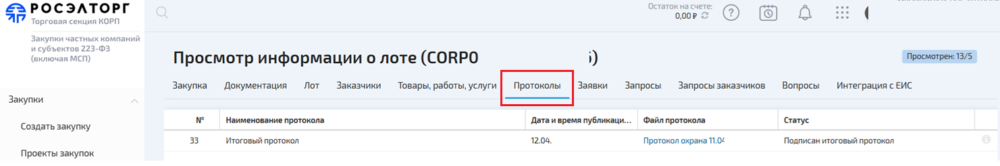 РОСЭЛТОРГ
Торговая секция КОРП
Закупки частных компаний
и субъектов 223-ФЗ
(включая МСП)
Остаток на счете:
0,00 ₽
Просмотр информации о лоте (CORP0 )
Просмотрен: 13/5
Закупка Документация Лот Заказчики Товары, работы, услуги Протоколы Заявки Запросы Запросы заказчиков Вопросы Интеграция с ЕИС
Закупки
Создать закупку
Проекты закупок
№ Наименование протокола Дата и время публикаци... Файл протокола Статус
33 Итоговый протокол 12.04. Протокол охрана 11.04 Подписан итоговый протокол